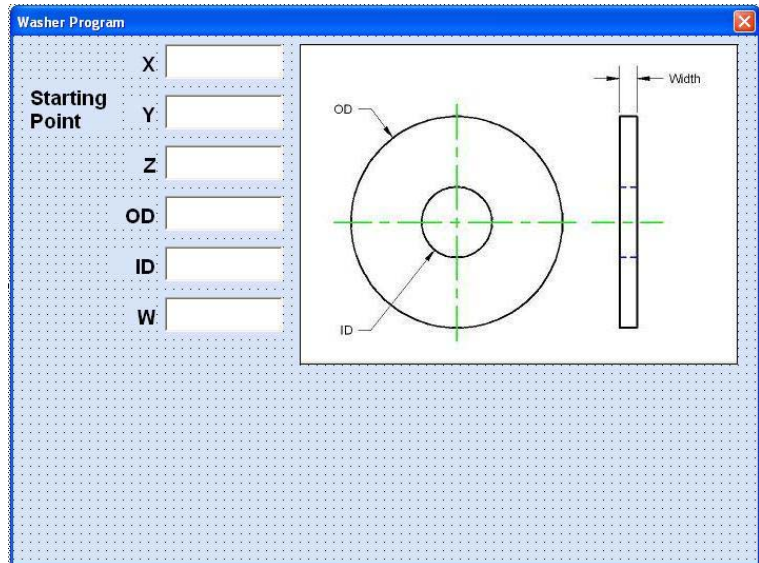 Washer Program
X
Starting
Point
Y
Z
OD
ID
W
OD
Width
ID